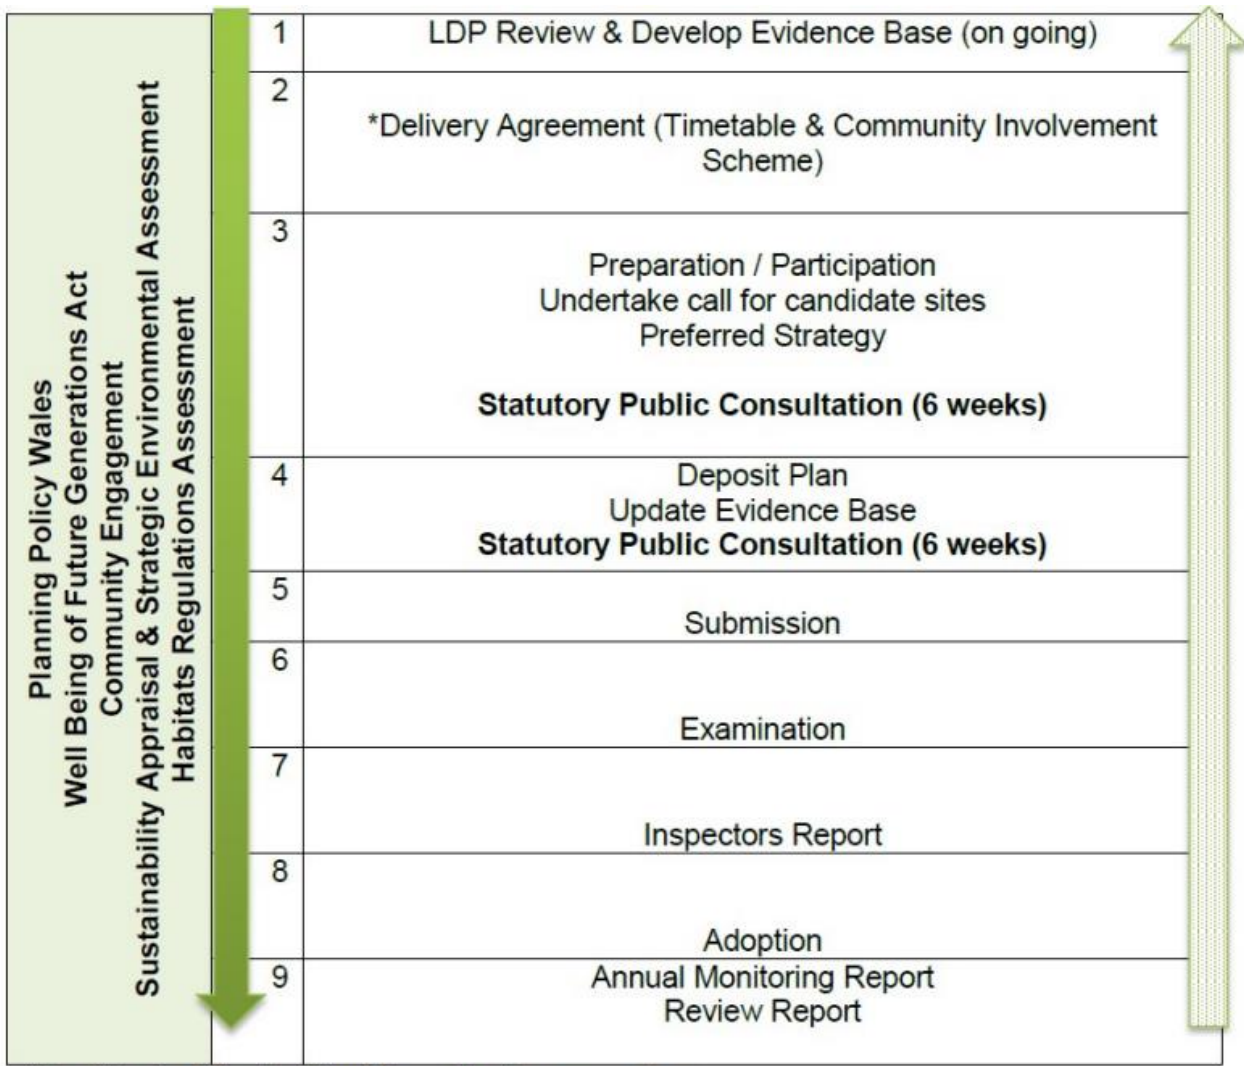 Planning Policy Wales
Well Being of Future Generations Act
Community Engagement
Sustainability Appraisal & Strategic Environmental Assessment
Habitats Regulations Assessment
1
LDP Review & Develop Evidence Base (on going)
2
*Delivery Agreement (Timetable & Community Involvement
Scheme)
3
Preparation / Participation
Undertake call for candidate sites
Preferred Strategy
Statutory Public Consultation (6 weeks)
4
Deposit Plan
Update Evidence Base
Statutory Public Consultation (6 weeks)
5
Submission
6
Examination
7
Inspectors Report
8
Adoption
9
Annual Monitoring Report
Review Report